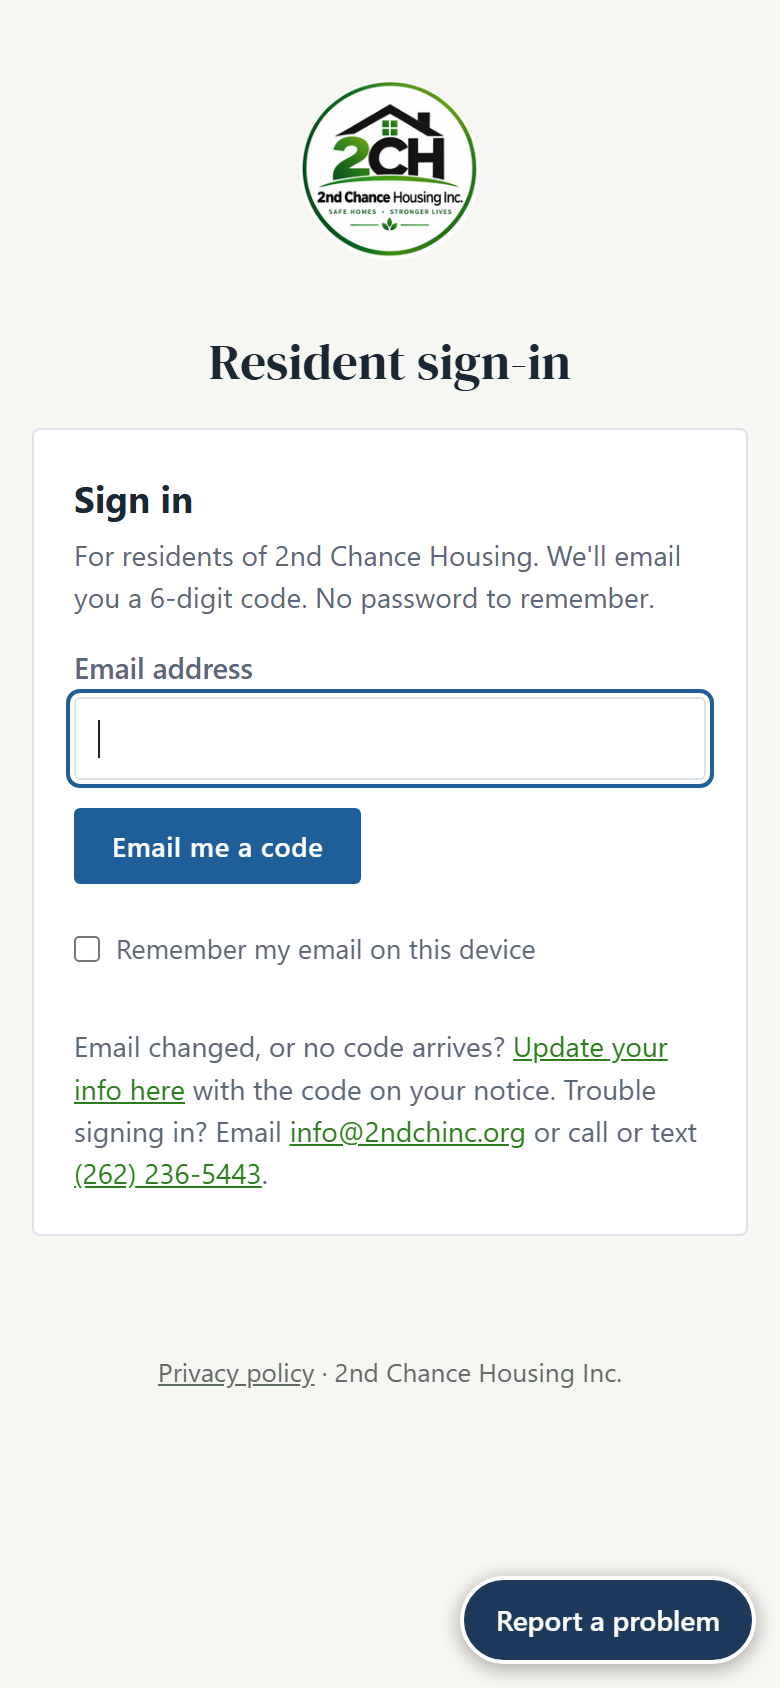 2CH
2nd Chance Housing Inc.
SAFE HOMES • STRONGER LIVES
Resident sign-in
Sign in
For residents of 2nd Chance Housing. We'll email
you a 6-digit code. No password to remember.
Email address
Email me a code
Remember my email on this device
Email changed, or no code arrives? Update your
info here with the code on your notice. Trouble
signing in? Email info@2ndchinc.org or call or text
(262) 236-5443.
Privacy policy · 2nd Chance Housing Inc.
Report a problem